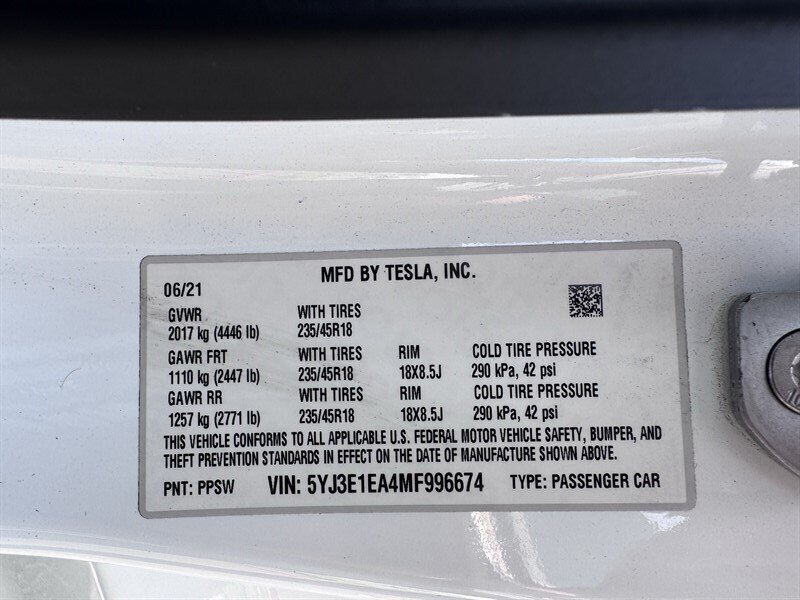 MFD BY TESLA, INC.
06/21
GVWR WITH TIRES
2017 kg (4446 lb) 235/45R18
GAWR FRT WITH TIRES RIM COLD TIRE PRESSURE
1110 kg (2447 lb) 235/45R18 18X8.5J 290 kPa, 42 psi
GAWR RR WITH TIRES RIM COLD TIRE PRESSURE
1257 kg (2771 lb) 235/45R18 18X8.5J 290 kPa, 42 psi
THIS VEHICLE CONFORMS TO ALL APPLICABLE U.S. FEDERAL MOTOR VEHICLE SAFETY, BUMPER, AND
THEFT PREVENTION STANDARDS IN EFFECT ON THE DATE OF MANUFACTURE SHOWN ABOVE.
PNT: PPSW VIN: 5YJ3E1EA4MF996674 TYPE: PASSENGER CAR